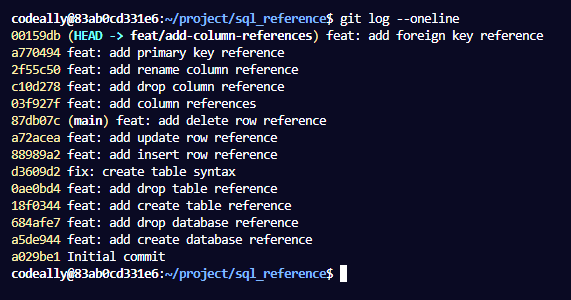 codeally@83ab0cd331e6:~/project/sql_reference$ git log --oneline
00159db (HEAD -> feat/add-column-references) feat: add foreign key reference
a770494 feat: add primary key reference
2f55c50 feat: add rename column reference
c10d278 feat: add drop column reference
03f927f feat: add column references
87db07c (main) feat: add delete row reference
a72acea feat: add update row reference
88989a2 feat: add insert row reference
d3609d2 fix: create table syntax
0ae0bd4 feat: add drop table reference
18f0344 feat: add create table reference
684afe7 feat: add drop database reference
a5de944 feat: add create database reference
a029be1 Initial commit
codeally@83ab0cd331e6:~/project/sql_reference$